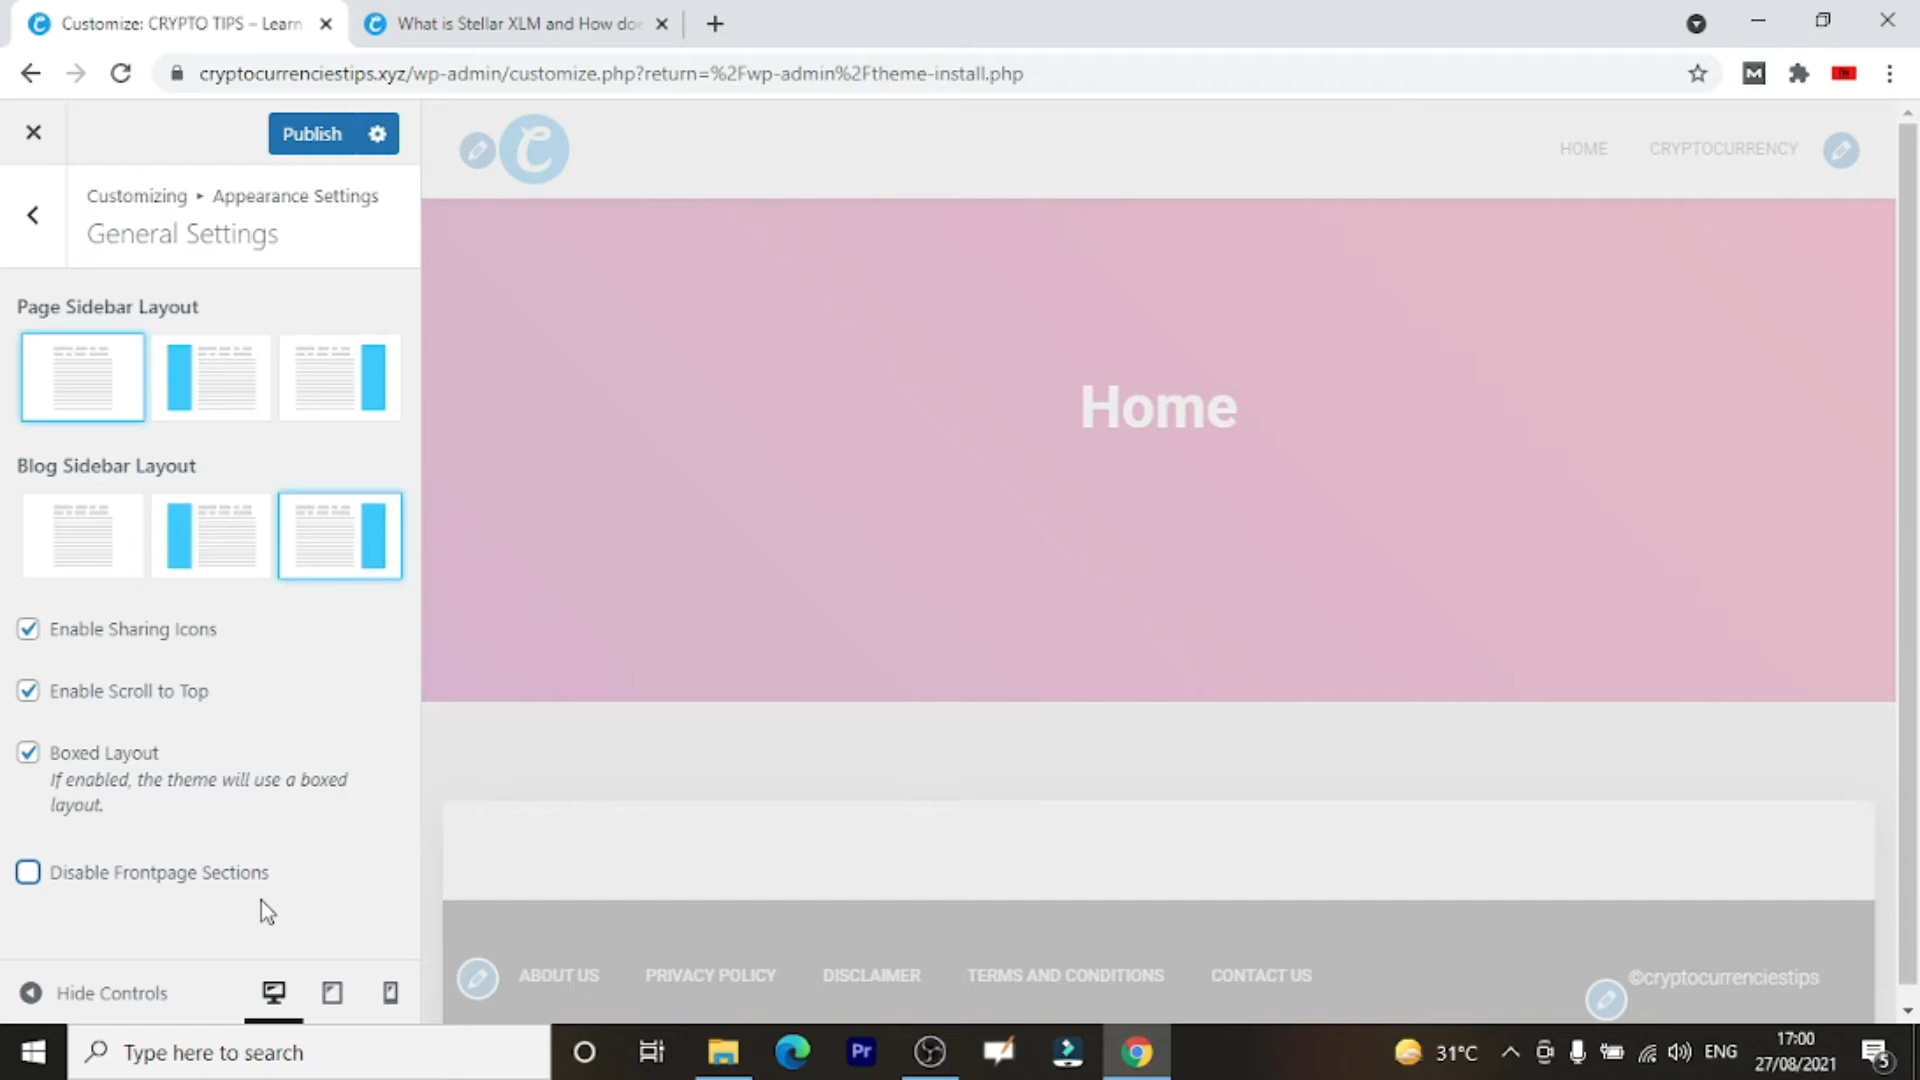 Customize: CRYPTO TIPS – Learn
What is Stellar XLM and How do
cryptocurrenciestips.xyz/wp-admin/customize.php?return=%2Fwp-admin%2Ftheme-install.php
Publish
Customizing ▸ Appearance Settings
General Settings
Page Sidebar Layout
Blog Sidebar Layout
Enable Sharing Icons
Enable Scroll to Top
Boxed Layout
If enabled, the theme will use a boxed
layout.
Disable Frontpage Sections
Hide Controls
C
HOME CRYPTOCURRENCY
Home
ABOUT US PRIVACY POLICY DISCLAIMER TERMS AND CONDITIONS CONTACT US
©cryptocurrenciestips
Type here to search
Pr
31°C
ENG
17:00
27/08/2021
5